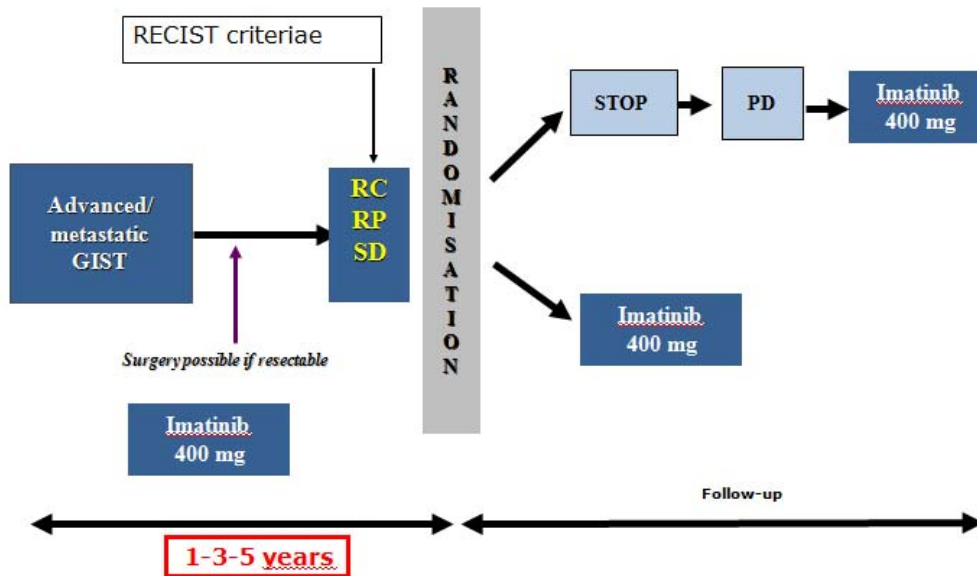 RECIST criteriae
RANDOMISATION
STOP
PD
Imatinib
400 mg
Advanced/
metastatic
GIST
RC
RP
SD
Surgery possible if resectable
Imatinib
400 mg
Imatinib
400 mg
Follow-up
1-3-5 years